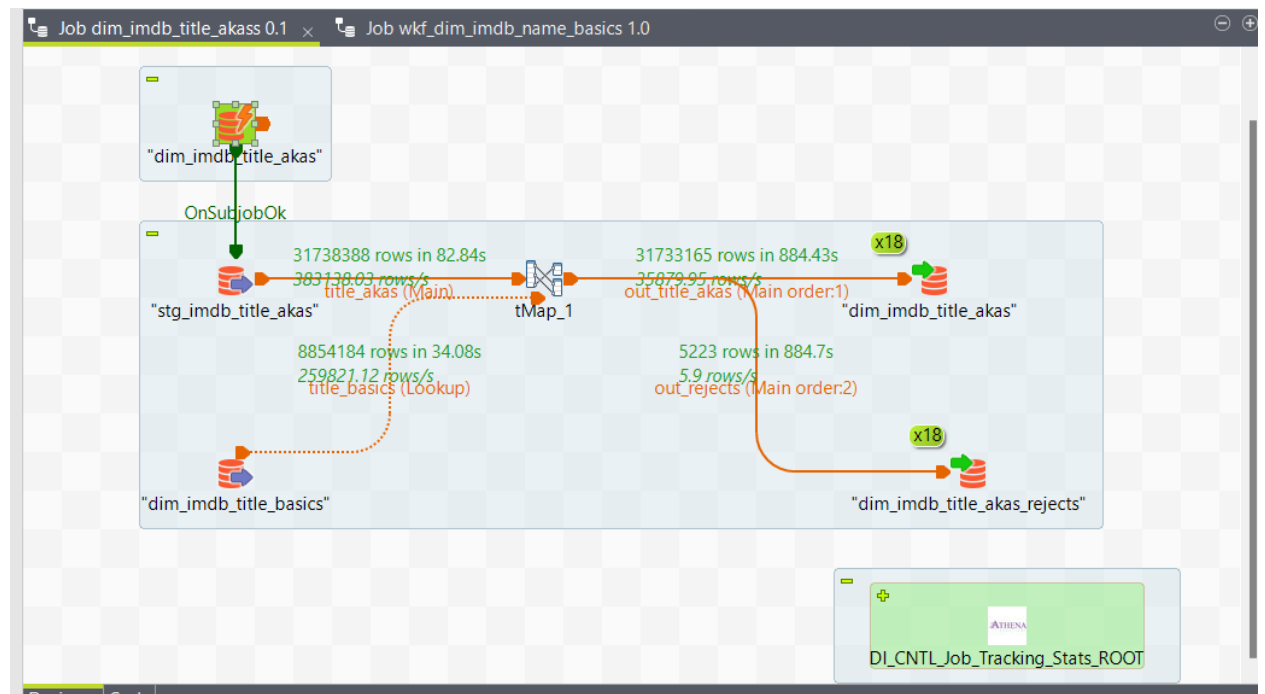 Job dim_imdb_title_akass 0.1
Job wkf_dim_imdb_name_basics 1.0
"dim_imdb_title_akas"
OnSubjobOk
31738388 rows in 82.84s
383138.03 rows/s
title_akas (Main)
"stg_imdb_title_akas"
tMap_1
31733165 rows in 884.43s
35879.95 rows/s
out_title_akas (Main order:1)
x18
"dim_imdb_title_akas"
8854184 rows in 34.08s
259821.12 rows/s
title_basics (Lookup)
5223 rows in 884.7s
5.9 rows/s
out_rejects (Main order:2)
"dim_imdb_title_basics"
x18
"dim_imdb_title_akas_rejects"
ATHENA
DI_CNTL_Job_Tracking_Stats_ROOT